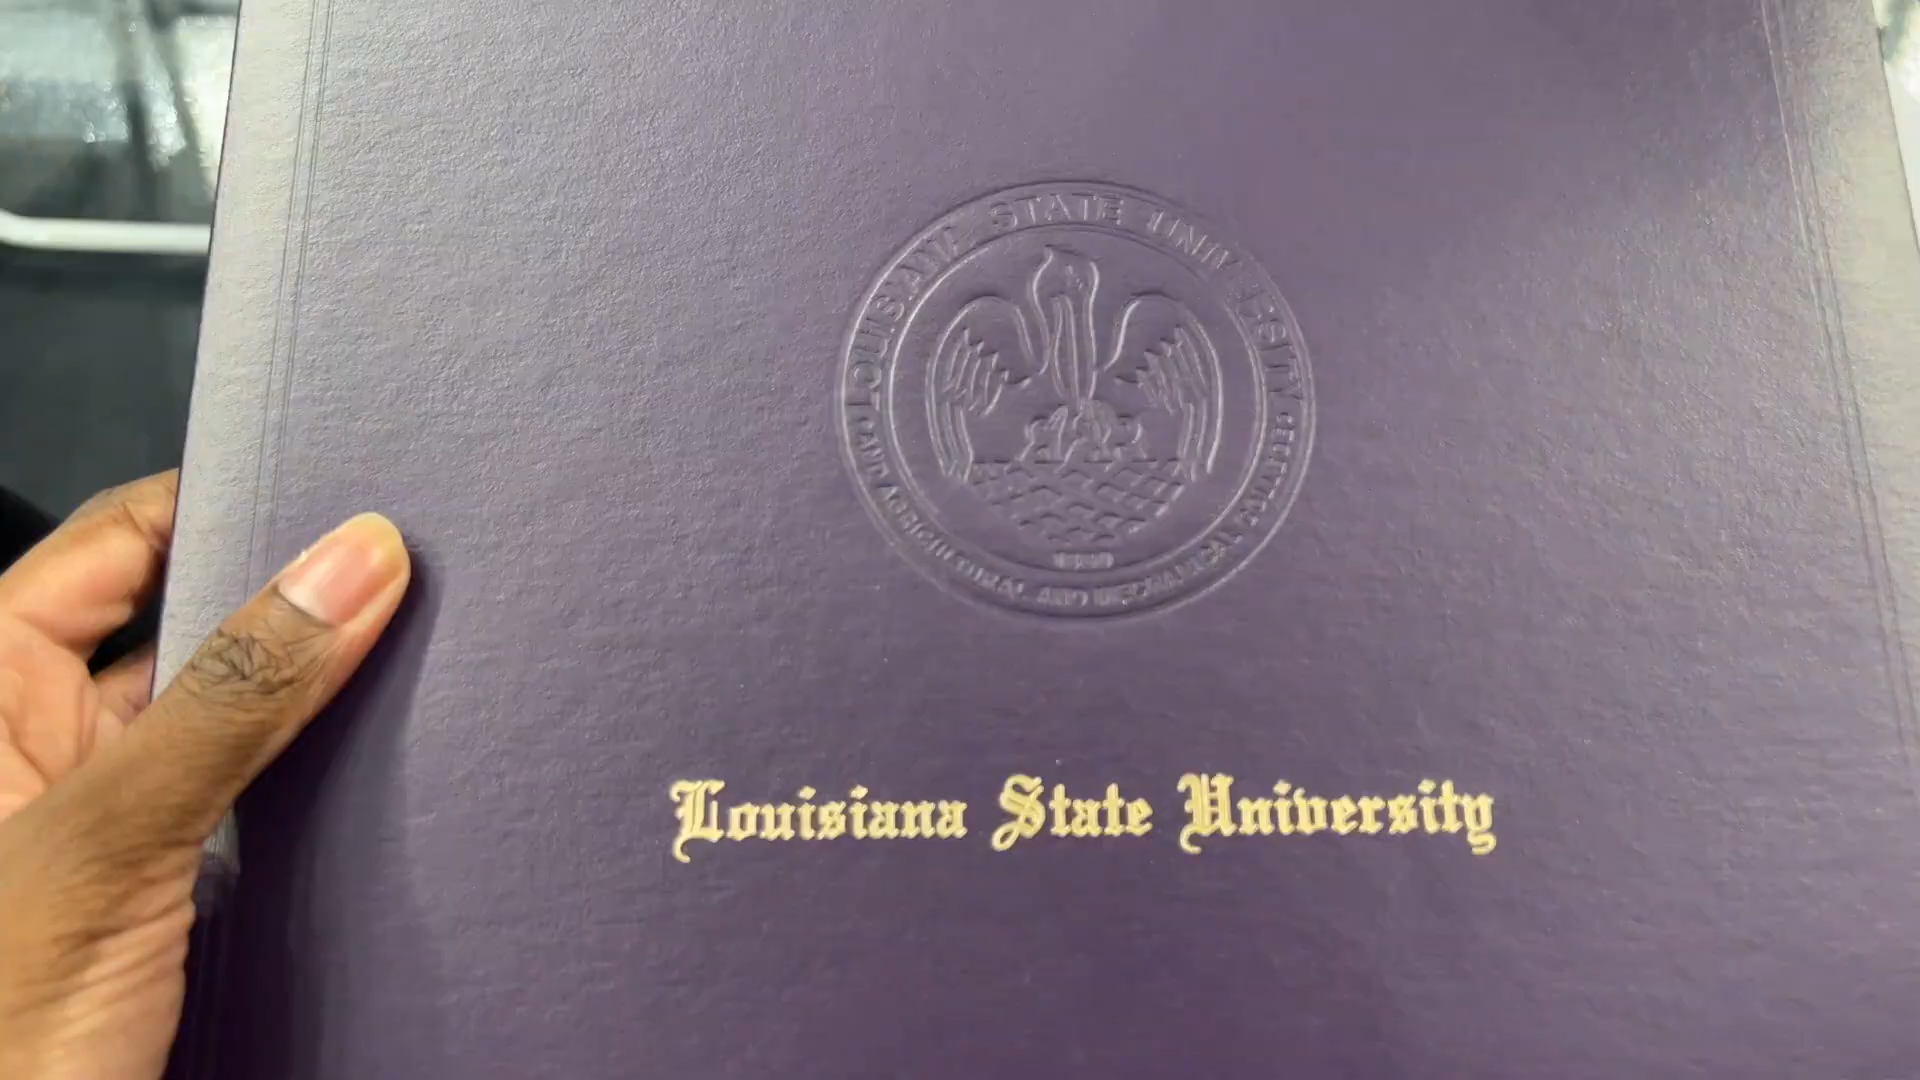 LOUISIANA STATE UNIVERSITY
AND AGRICULTURAL AND MECHANICAL COLLEGE
Louisiana State University